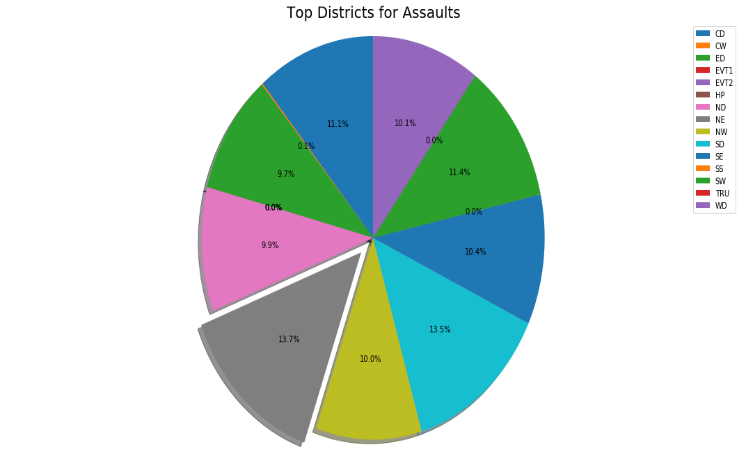 Top Districts for Assaults
CD
CW
ED
EVT1
EVT2
HP
ND
NE
NW
SD
SE
SS
SW
TRU
WD
11.1%
10.1%
0.1%
0.0%
9.7%
11.4%
0.0%
0.0%
9.9%
10.4%
13.7%
13.5%
10.0%